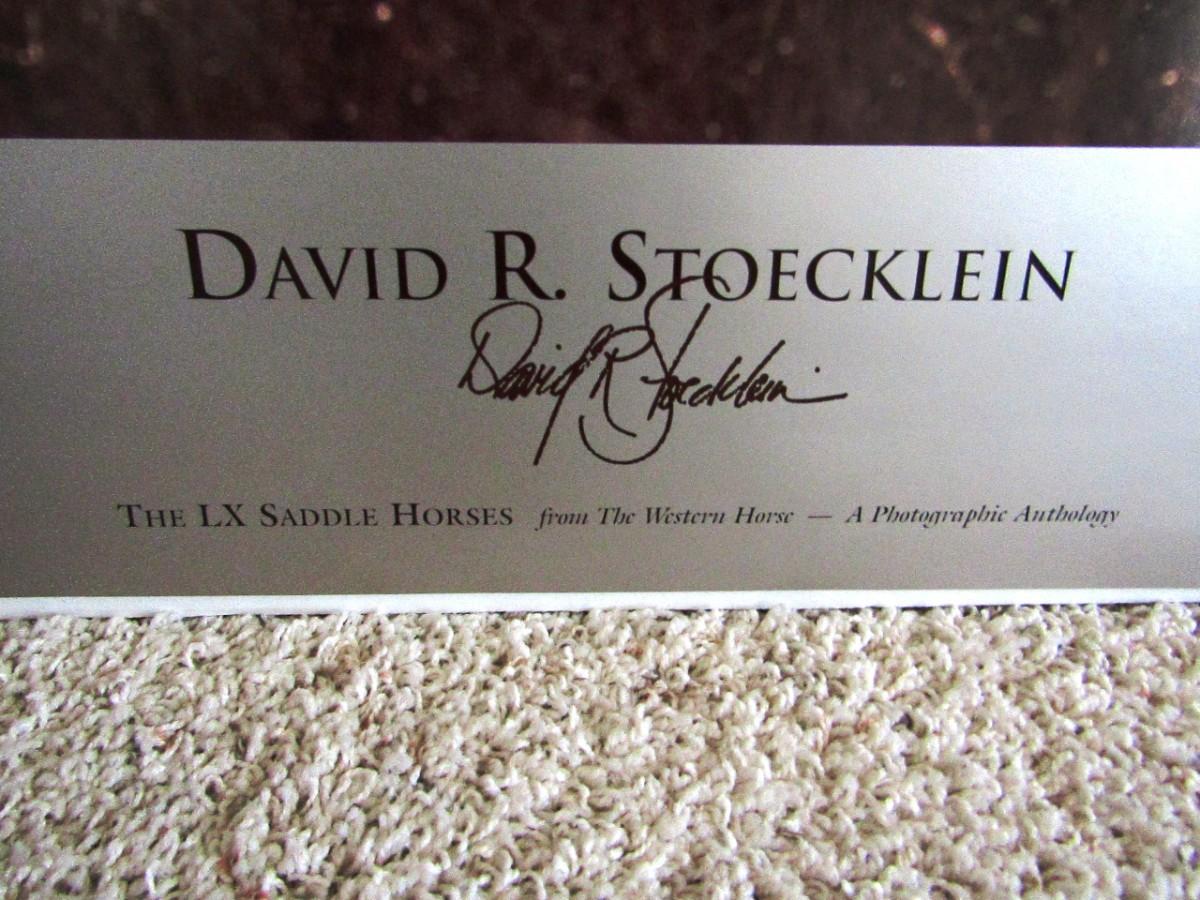 DAVID R. STOECKLEIN
David R Stoecklein
THE LX SADDLE HORSES from The Western Horse — A Photographic Anthology